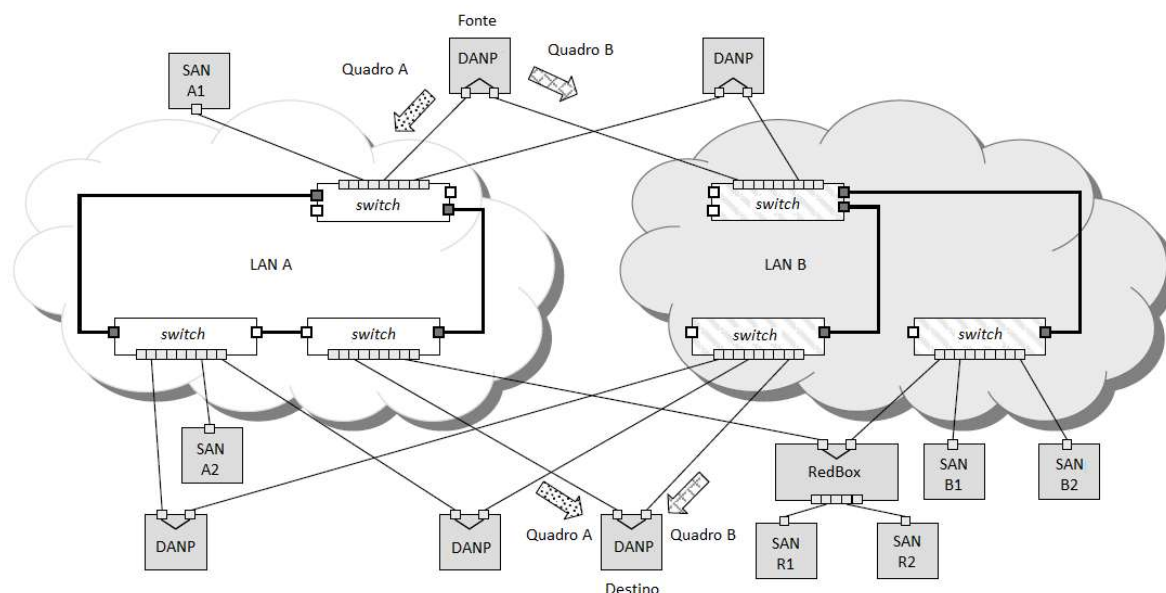 Fonte
DANP
Quadro B
DANP
Quadro A
SAN
A1
switch
switch
LAN A
LAN B
switch
switch
switch
switch
SAN
A2
RedBox
SAN
B1
SAN
B2
DANP
DANP
Quadro A
DANP
Quadro B
SAN
R1
SAN
R2
Destino